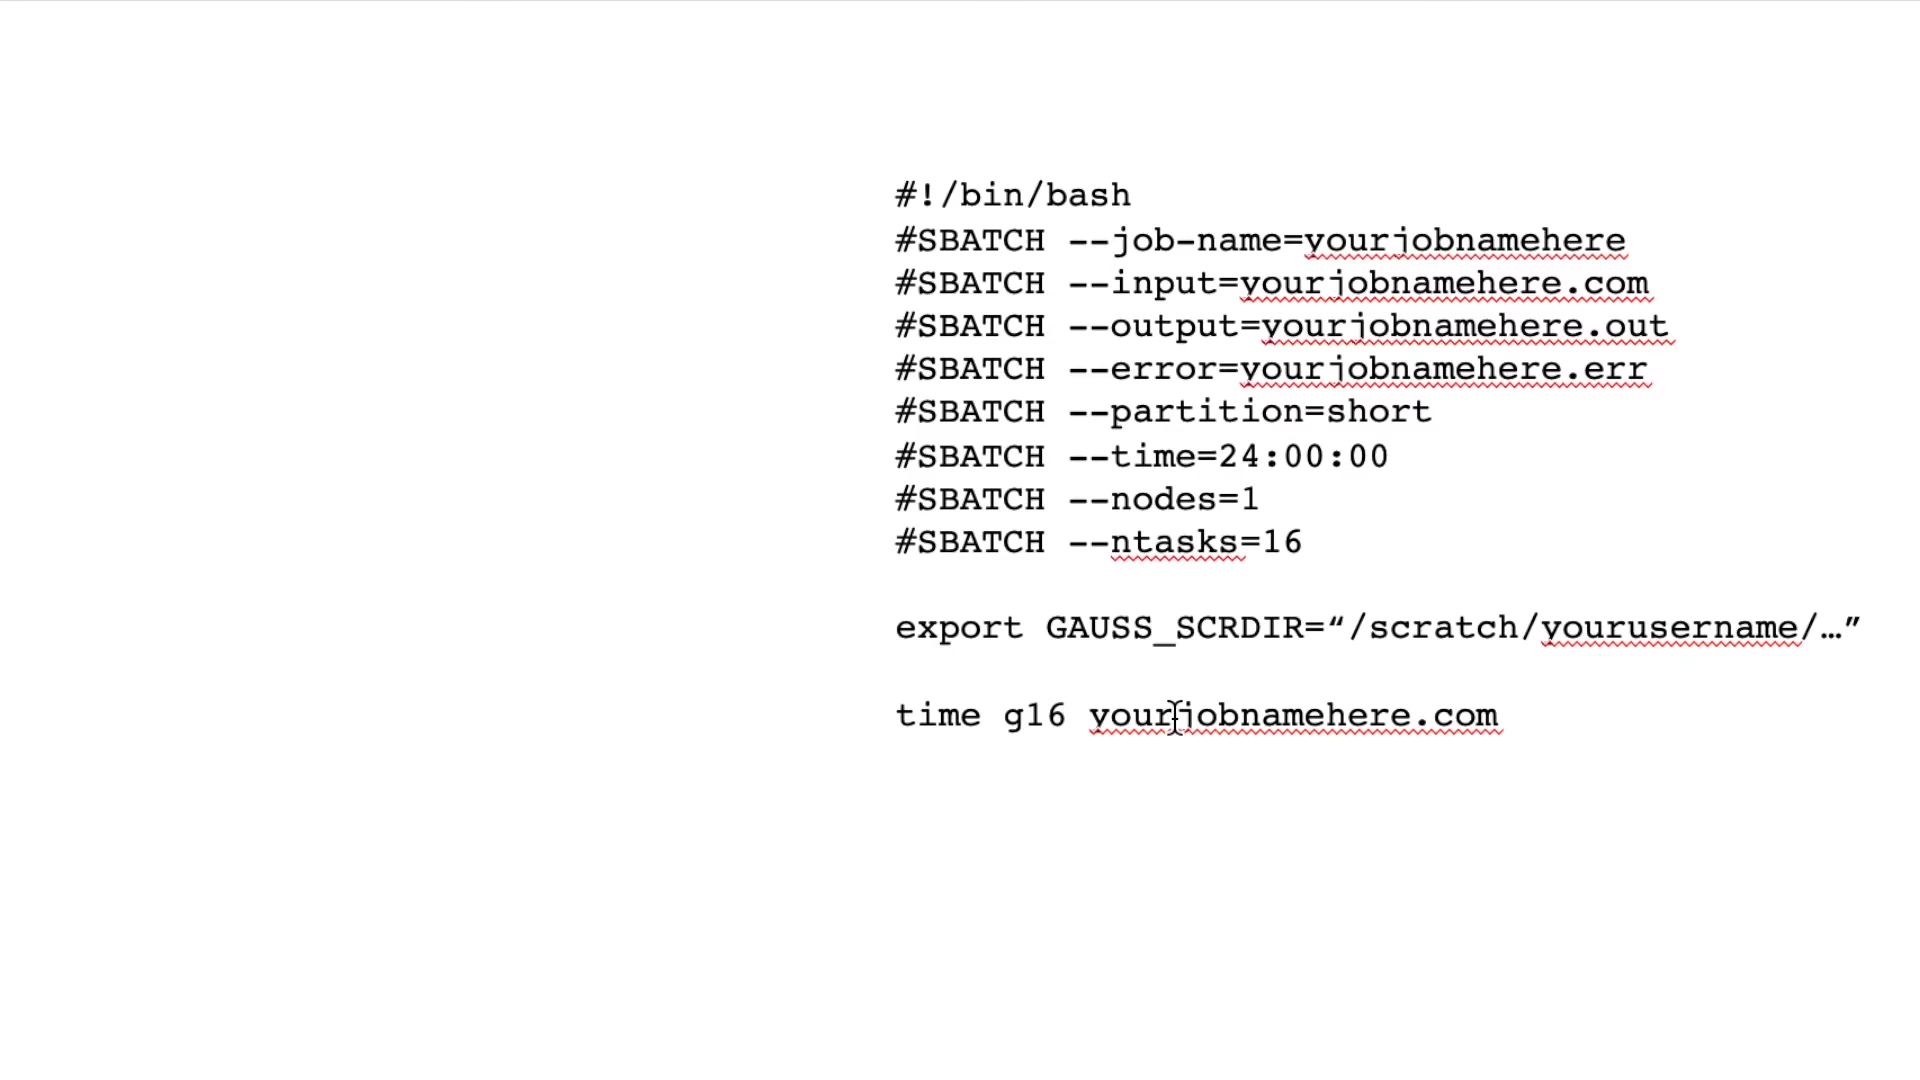 #!/bin/bash
#SBATCH --job-name=yourjobnamehere
#SBATCH --input=yourjobnamehere.com
#SBATCH --output=yourjobnamehere.out
#SBATCH --error=yourjobnamehere.err
#SBATCH --partition=short
#SBATCH --time=24:00:00
#SBATCH --nodes=1
#SBATCH --ntasks=16
export GAUSS_SCRDIR=“/scratch/yourusername/…”
time g16 yourjobnamehere.com